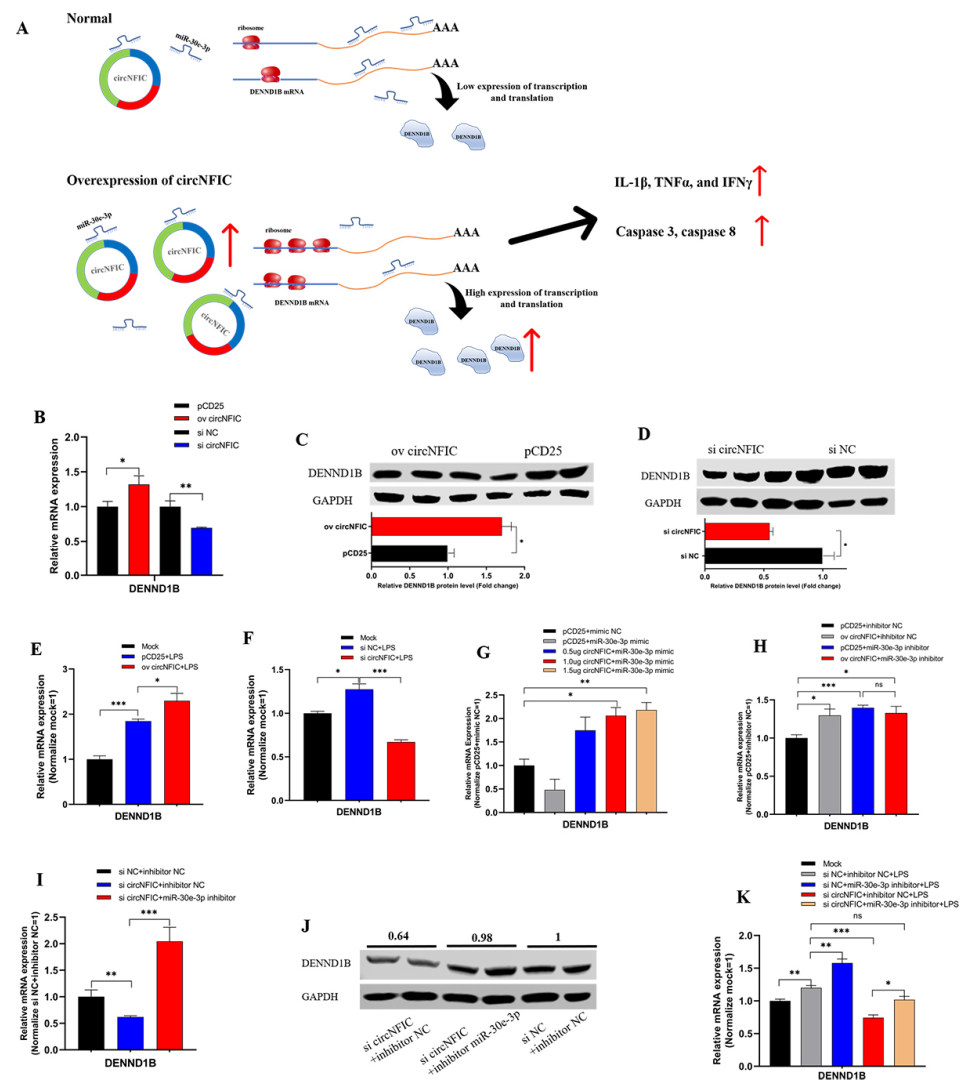 A
Normal
miR-30e-3p
circNFIC
ribosome
AAA
AAA
DENND1B mRNA
Low expression of transcription
and translation
DENND1B
DENND1B
Overexpression of circNFIC
miR-30e-3p
circNFIC
circNFIC
circNFIC
ribosome
AAA
AAA
DENND1B mRNA
High expression of transcription
and translation
DENND1B
DENND1B
DENND1B
DENND1B
IL-1β, TNFα, and IFNγ
Caspase 3, caspase 8
B
pCD25
ov circNFIC
si NC
si circNFIC
Relative mRNA expression
2.0
1.5
1.0
0.5
0.0
*
**
DENND1B
C
ov circNFIC pCD25
DENND1B
GAPDH
ov circNFIC
pCD25
*
0.0 0.5 1.0 1.5 2.0
Relative DENND1B protein level (Fold change)
D
si circNFIC si NC
DENND1B
GAPDH
si circNFIC
si NC
*
0.0 0.5 1.0
Relative DENND1B protein level (Fold change)
E
Mock
pCD25+LPS
ov circNFIC+LPS
Relative mRNA expression
(Normalize mock=1)
3
2
1
0
***
*
DENND1B
F
Mock
si NC+LPS
si circNFIC+LPS
Relative mRNA expression
(Normalize mock=1)
1.5
1.0
0.5
0.0
*
***
DENND1B
G
pCD25+mimic NC
pCD25+miR-30e-3p mimic
0.5ug circNFIC+miR-30e-3p mimic
1.0ug circNFIC+miR-30e-3p mimic
1.5ug circNFIC+miR-30e-3p mimic
Relative mRNA Expression
(Normalize pCD25+mimic NC=1)
2.5
2.0
1.5
1.0
0.5
0.0
**
*
DENND1B
H
pCD25+inhibitor NC
ov circNFIC+ihhibitor NC
pCD25+miR-30e-3p inhibitor
ov circNFIC+miR-30e-3p inhibitor
Relative mRNA expression
(Normalize pCD25+inhibitor NC=1)
2.0
1.5
1.0
0.5
0.0
*
***
ns
*
DENND1B
I
si NC+inhibitor NC
si circNFIC+inhibitor NC
si circNFIC+miR-30e-3p inhibitor
Relative mRNA expression
(Normalize si NC+inhibitor NC=1)
2.5
2.0
1.5
1.0
0.5
0.0
**
***
DENND1B
J
0.64 0.98 1
DENND1B
GAPDH
si circNFIC
+inhibitor NC
si circNFIC
+inhibitor miR-30e-3p
si NC
+inhibitor NC
K
Mock
si NC+inhibitor NC+LPS
si NC+miR-30e-3p inhibitor+LPS
si circNFIC+inhibitor NC+LPS
si circNFIC+miR-30e-3p inhibitor+LPS
Relative mRNA expression
(Normalize mock=1)
2.0
1.5
1.0
0.5
0.0
ns
***
**
**
*
DENND1B